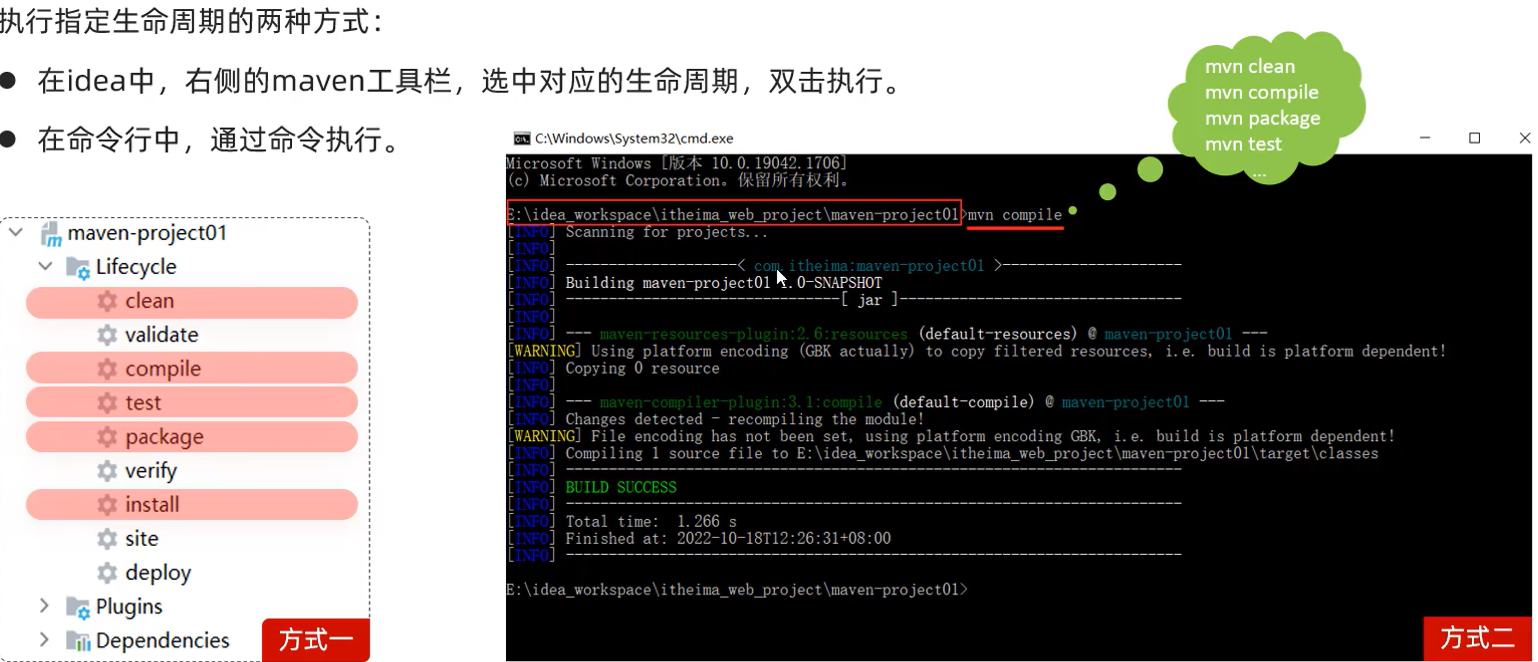 执行指定生命周期的两种方式：
● 在idea中，右侧的maven工具栏，选中对应的生命周期，双击执行。
● 在命令行中，通过命令执行。
maven-project01
Lifecycle
clean
validate
compile
test
package
verify
install
site
deploy
Plugins
Dependencies
方式一
mvn clean
mvn compile
mvn package
mvn test
...
C:\Windows\System32\cmd.exe
Microsoft Windows [版本 10.0.19042.1706]
(c) Microsoft Corporation。保留所有权利。
E:\idea_workspace\itheima_web_project\maven-project01>mvn compile
[INFO] Scanning for projects...
[INFO]
[INFO] --------------------< com.itheima:maven-project01 >---------------------
[INFO] Building maven-project01 1.0-SNAPSHOT
[INFO] --------------------------------[ jar ]---------------------------------
[INFO]
[INFO] --- maven-resources-plugin:2.6:resources (default-resources) @ maven-project01 ---
[WARNING] Using platform encoding (GBK actually) to copy filtered resources, i.e. build is platform dependent!
[INFO] Copying 0 resource
[INFO]
[INFO] --- maven-compiler-plugin:3.1:compile (default-compile) @ maven-project01 ---
[INFO] Changes detected - recompiling the module!
[WARNING] File encoding has not been set, using platform encoding GBK, i.e. build is platform dependent!
[INFO] Compiling 1 source file to E:\idea_workspace\itheima_web_project\maven-project01\target\classes
[INFO] ------------------------------------------------------------------------
[INFO] BUILD SUCCESS
[INFO] ------------------------------------------------------------------------
[INFO] Total time:  1.266 s
[INFO] Finished at: 2022-10-18T12:26:31+08:00
[INFO] ------------------------------------------------------------------------
E:\idea_workspace\itheima_web_project\maven-project01>
方式二